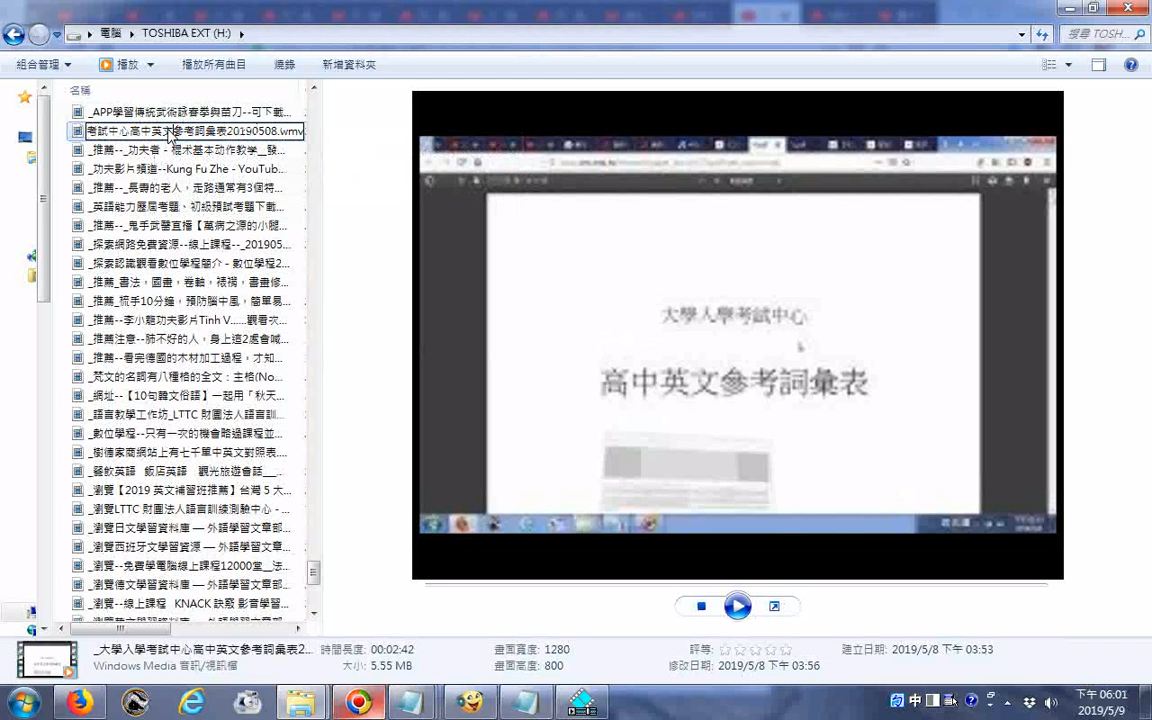 電腦 ▸ TOSHIBA EXT (H:) ▸
搜尋 TOSH...
組合管理 ▾
播放
播放所有曲目
燒錄
新增資料夾
名稱
_APP學習傳統武術詠春拳與苗刀--可下載...
考試中心高中英文參考詞彙表20190508.wmv
_推薦--_功夫者 - 棍术基本动作教学__發...
_功夫影片頻道--Kung Fu Zhe - YouTub...
_推薦--_長壽的老人，走路通常有3個特...
_英語能力歷屆考題、初級預試考題下載...
_推薦--_鬼手武醫直播【萬病之源的小腿...
_探索網路免費資源--線上課程--_201905...
_探索認識觀看數位學程簡介 - 數位學程2...
_推薦_書法，國畫，卷軸，裱褙，書畫修...
_推薦_梳手10分鐘，預防腦中風，簡單易...
_推薦--李小龍功夫影片Tinh V......觀看次...
_推薦注意--肺不好的人，身上這2處會喊...
_推薦--看完德國的木材加工過程，才知...
_梵文的名詞有八種格的全文：主格(No...
_網址--【10句韓文俗語】一起用「秋天...
_語言教學工作坊_LTTC 財團法人語言訓...
_數位學程--只有一次的機會略過課程並...
_樹德家商網站上有七千單中英文對照表...
_餐飲英語 飯店英語 觀光旅遊會話___...
_瀏覽【2019 英文補習班推薦】台灣 5 大...
_瀏覽LTTC 財團法人語言訓練測驗中心 -...
_瀏覽日文學習資料庫 — 外語學習文章部...
_瀏覽西班牙文學習資源 — 外語學習文章...
_瀏覽--免費學電腦線上課程12000堂__法...
_瀏覽德文學習資料庫 — 外語學習文章部...
_瀏覽--線上課程 KNACK 訣竅 影音學習...
大學入學考試中心
高中英文參考詞彙表
_大學入學考試中心高中英文參考詞彙表2...
Windows Media 音訊/視訊檔
時間長度: 00:02:42
大小: 5.55 MB
畫面寬度: 1280
畫面高度: 800
評等:
修改日期: 2019/5/8 下午 03:56
建立日期: 2019/5/8 下午 03:53
中
下午 06:01
2019/5/9